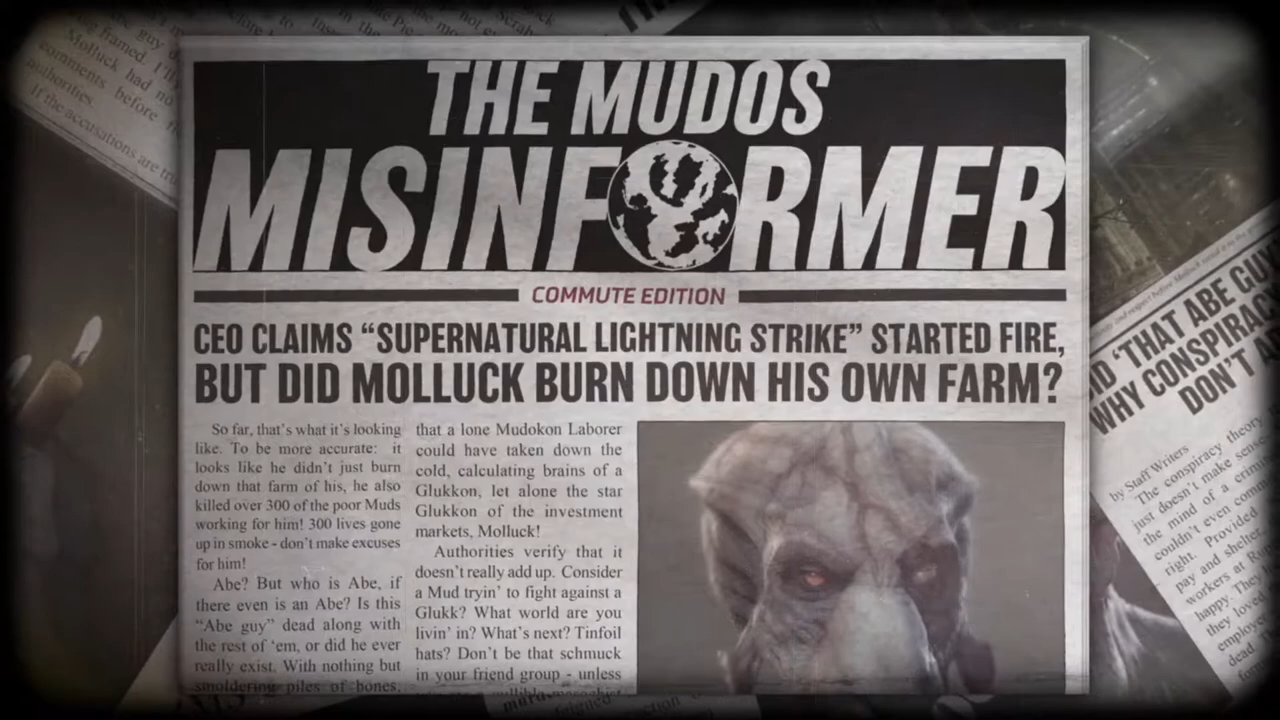 THE MUDOS
MISINFORMER
COMMUTE EDITION
CEO CLAIMS “SUPERNATURAL LIGHTNING STRIKE” STARTED FIRE,
BUT DID MOLLUCK BURN DOWN HIS OWN FARM?
So far, that’s what it’s looking
like. To be more accurate: it
looks like he didn’t just burn
down that farm of his, he also
killed over 300 of the poor Muds
working for him! 300 lives gone
up in smoke - don’t make excuses
for him!
Abe? But who is Abe, if
there even is an Abe? Is this
“Abe guy” dead along with
the rest of ‘em, or did he ever
really exist. With nothing but
smoldering piles of bones,
that a lone Mudokon Laborer
could have taken down the
cold, calculating brains of a
Glukkon, let alone the star
Glukkon of the investment
markets, Molluck!
Authorities verify that it
doesn’t really add up. Consider
a Mud tryin’ to fight against a
Glukk? What world are you
livin’ in? What’s next? Tinfoil
hats? Don’t be that schmuck
in your friend group - unless
framed. I’ll
Molluck had no
comments before
authorities.
If the accusations are
‘THAT ABE GUY
WHY CONSPIRAC
DON’T
by Staff Writers
The conspiracy theory
just doesn’t make sense
the mind of a
couldn’t even
right. Provided
pay and shelter
workers at
happy. They
they loved
dead.